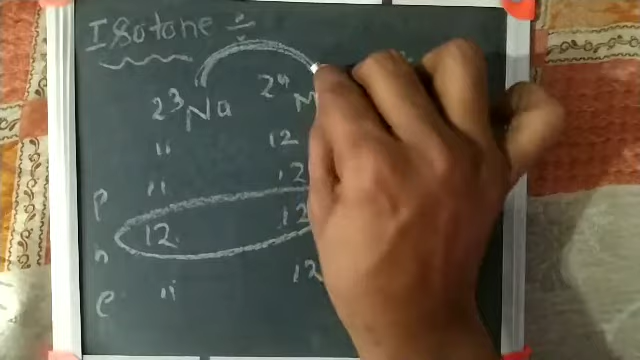 Isotone ÷
23Na 24M
11 12
p 11 12
n 12 12
e 11 12